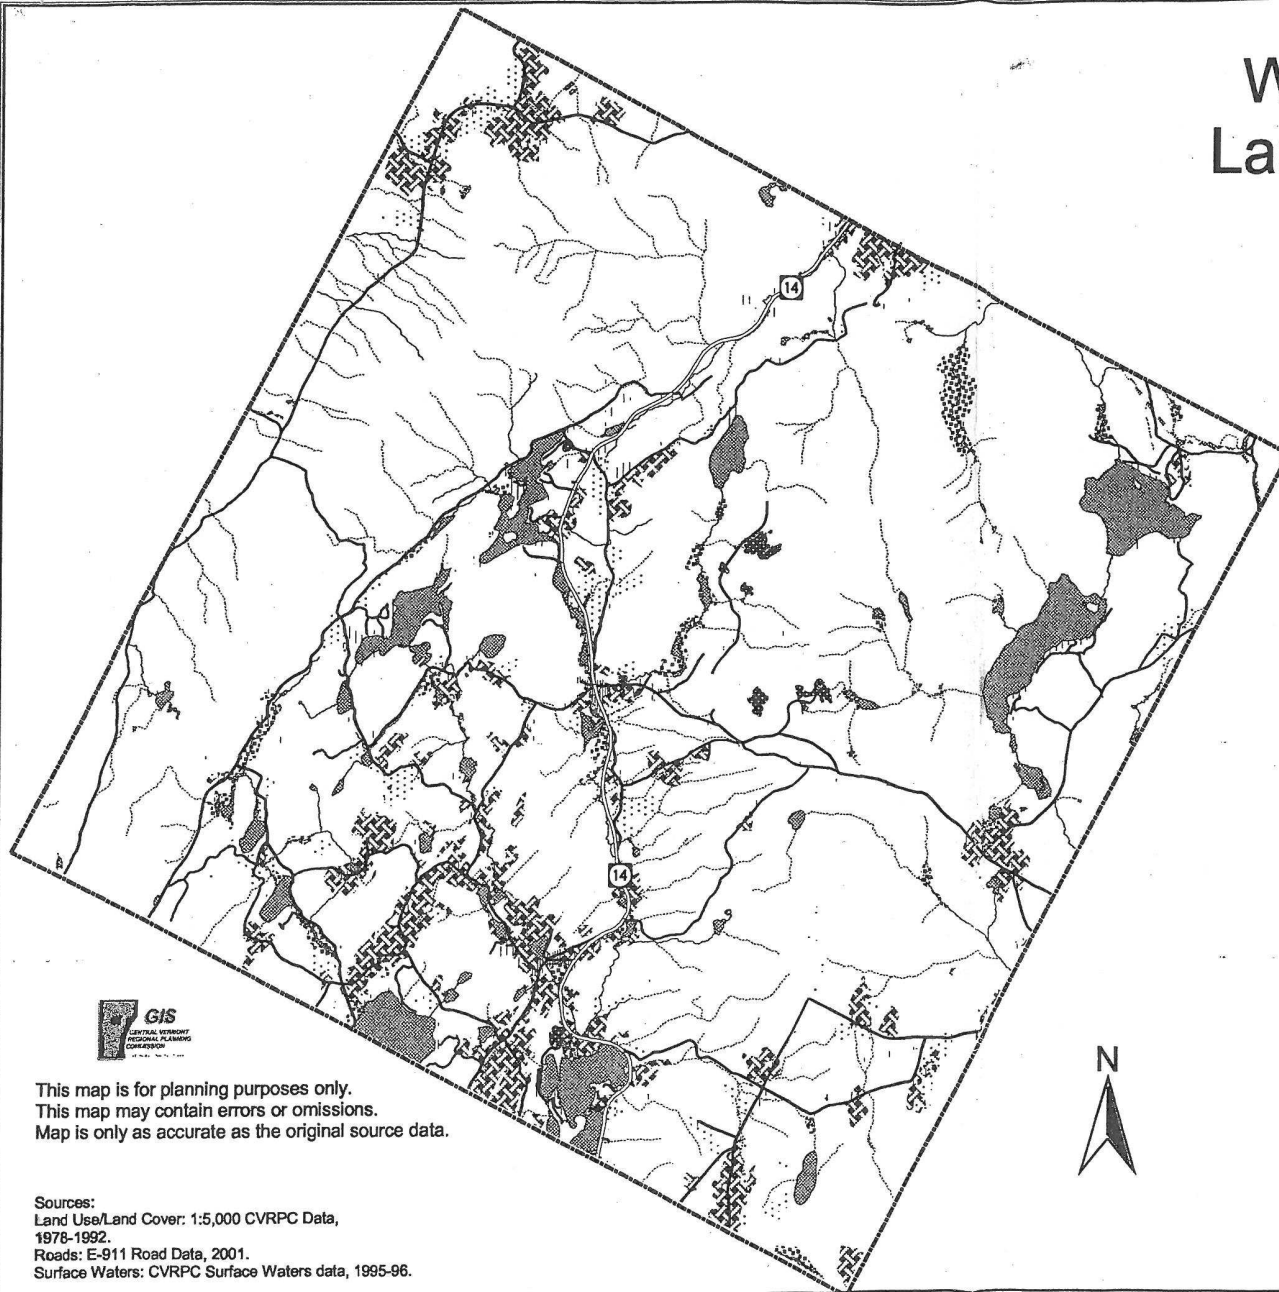 W
La
14
14
GIS
CENTRAL VERMONT
REGIONAL PLANNING
COMMISSION
N
This map is for planning purposes only.
This map may contain errors or omissions.
Map is only as accurate as the original source data.
Sources:
Land Use/Land Cover: 1:5,000 CVRPC Data,
1978-1992.
Roads: E-911 Road Data, 2001.
Surface Waters: CVRPC Surface Waters data, 1995-96.